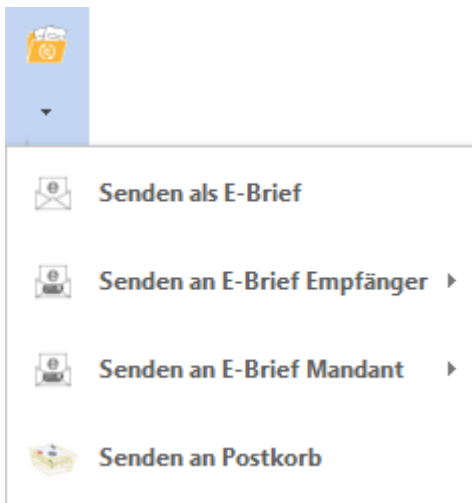 Senden als E-Brief
Senden an E-Brief Empfänger
Senden an E-Brief Mandant
Senden an Postkorb